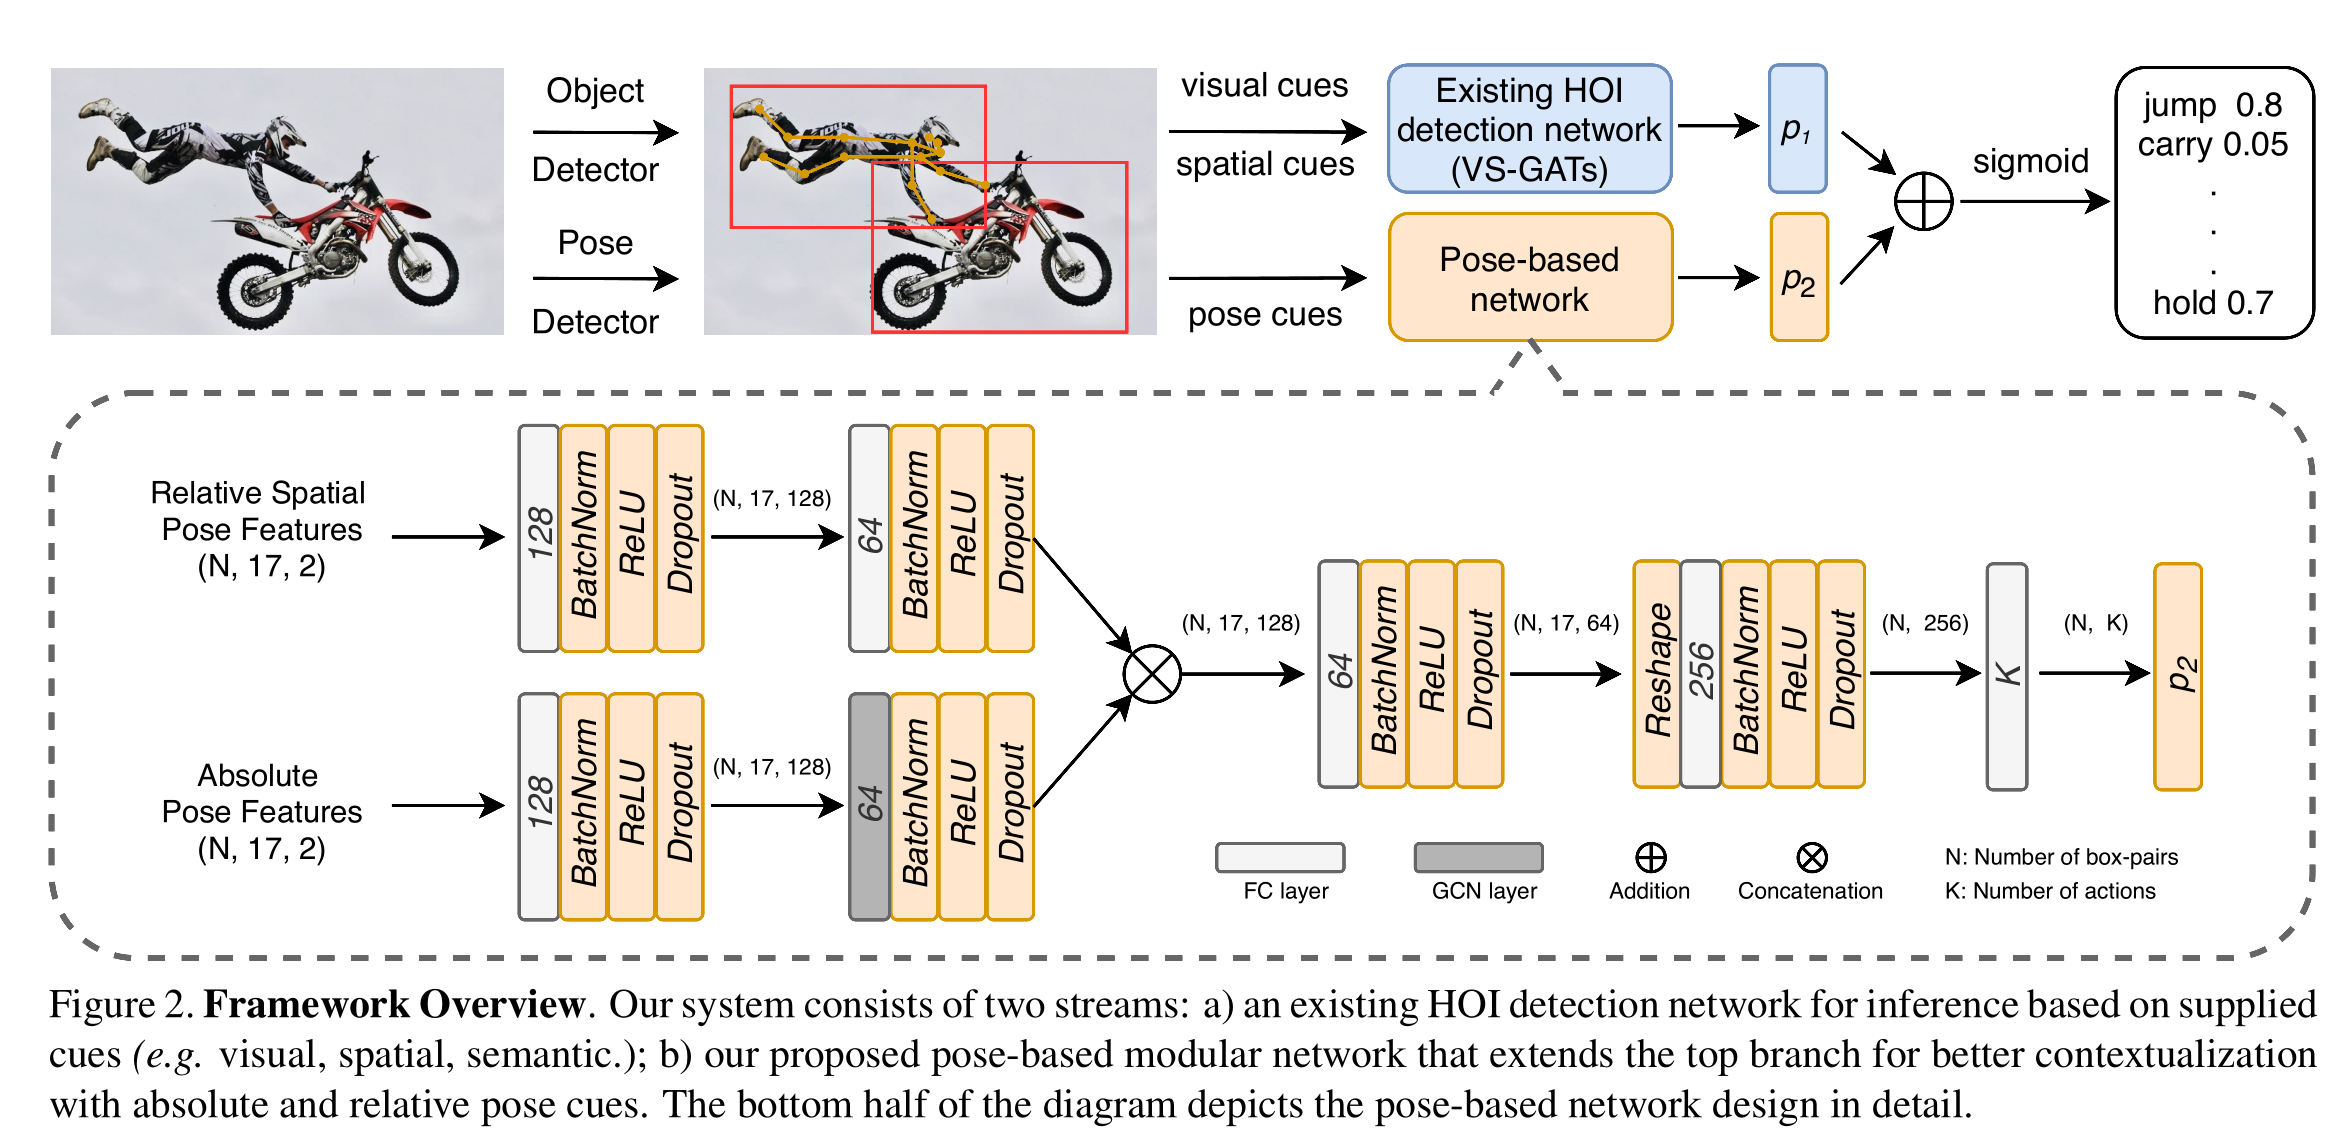 Object
Detector
Pose
Detector
visual cues
spatial cues
pose cues
Existing HOI
detection network
(VS-GATs)
Pose-based
network
p1
p2
sigmoid
jump 0.8
carry 0.05
.
.
.
hold 0.7
Relative Spatial
Pose Features
(N, 17, 2)
128
BatchNorm
ReLU
Dropout
(N, 17, 128)
64
BatchNorm
ReLU
Dropout
Absolute
Pose Features
(N, 17, 2)
128
BatchNorm
ReLU
Dropout
(N, 17, 128)
64
BatchNorm
ReLU
Dropout
(N, 17, 128)
64
BatchNorm
ReLU
Dropout
(N, 17, 64)
Reshape
256
BatchNorm
ReLU
Dropout
(N, 256)
K
(N, K)
p2
FC layer
GCN layer
Addition
Concatenation
N: Number of box-pairs
K: Number of actions
Figure 2. Framework Overview. Our system consists of two streams: a) an existing HOI detection network for inference based on supplied
cues (e.g. visual, spatial, semantic.); b) our proposed pose-based modular network that extends the top branch for better contextualization
with absolute and relative pose cues. The bottom half of the diagram depicts the pose-based network design in detail.